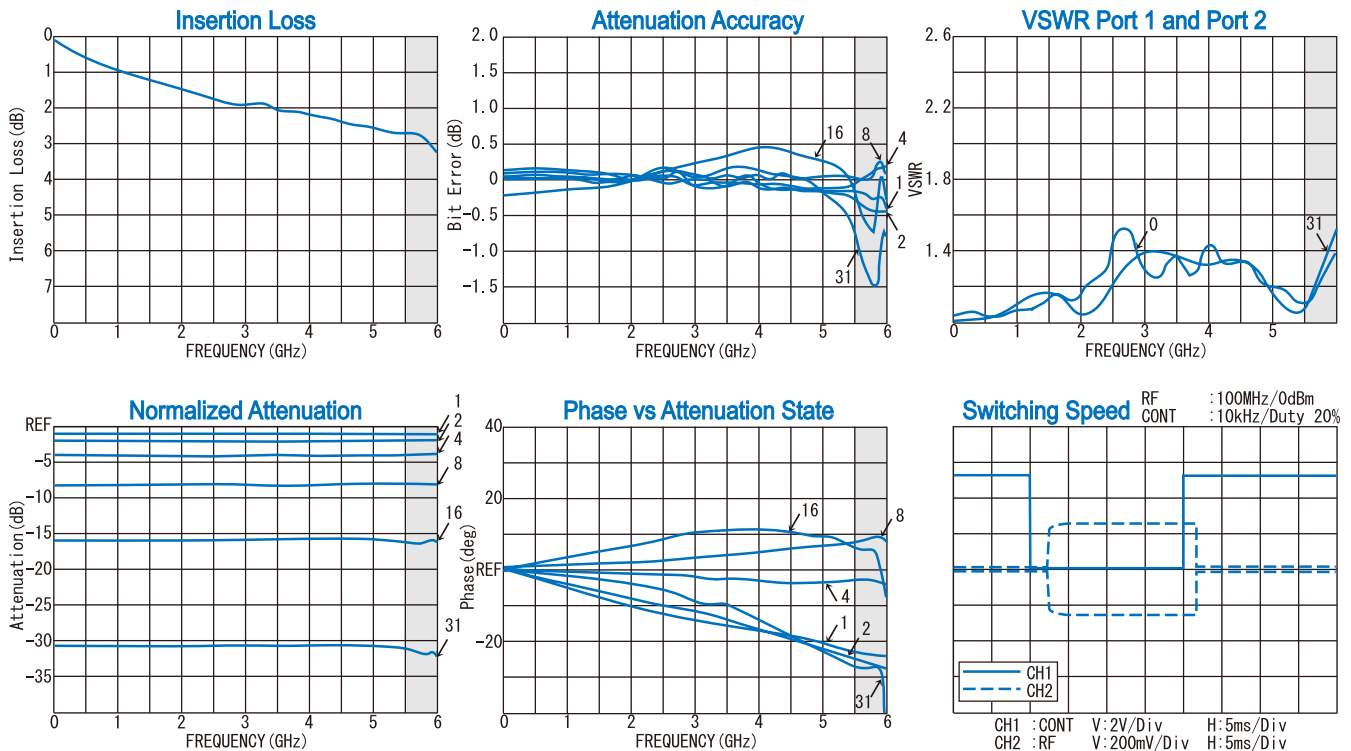 Insertion Loss
0
1
2
3
4
5
6
7
Insertion Loss(dB)
0 1 2 3 4 5 6
FREQUENCY(GHz)
Attenuation Accuracy
2.0
1.5
1.0
0.5
0
-0.5
-1.0
-1.5
Bit Error(dB)
16
8
4
1
2
31
0 1 2 3 4 5 6
FREQUENCY(GHz)
VSWR Port 1 and Port 2
2.6
2.2
1.8
1.4
VSWR
0
31
0 1 2 3 4 5
FREQUENCY(GHz)
Normalized Attenuation
REF
-5
-10
-15
-20
-25
-30
-35
Attenuation(dB)
1
2
4
8
16
31
0 1 2 3 4 5 6
FREQUENCY(GHz)
Phase vs Attenuation State
40
20
REF
-20
Phase(deg)
16
8
4
1
2
31
0 1 2 3 4 5 6
FREQUENCY(GHz)
Switching Speed
RF :100MHz/0dBm
CONT :10kHz/Duty 20%
CH1
CH2
CH1 :CONT V:2V/Div H:5ms/Div
CH2 :RF V:200mV/Div H:5ms/Div